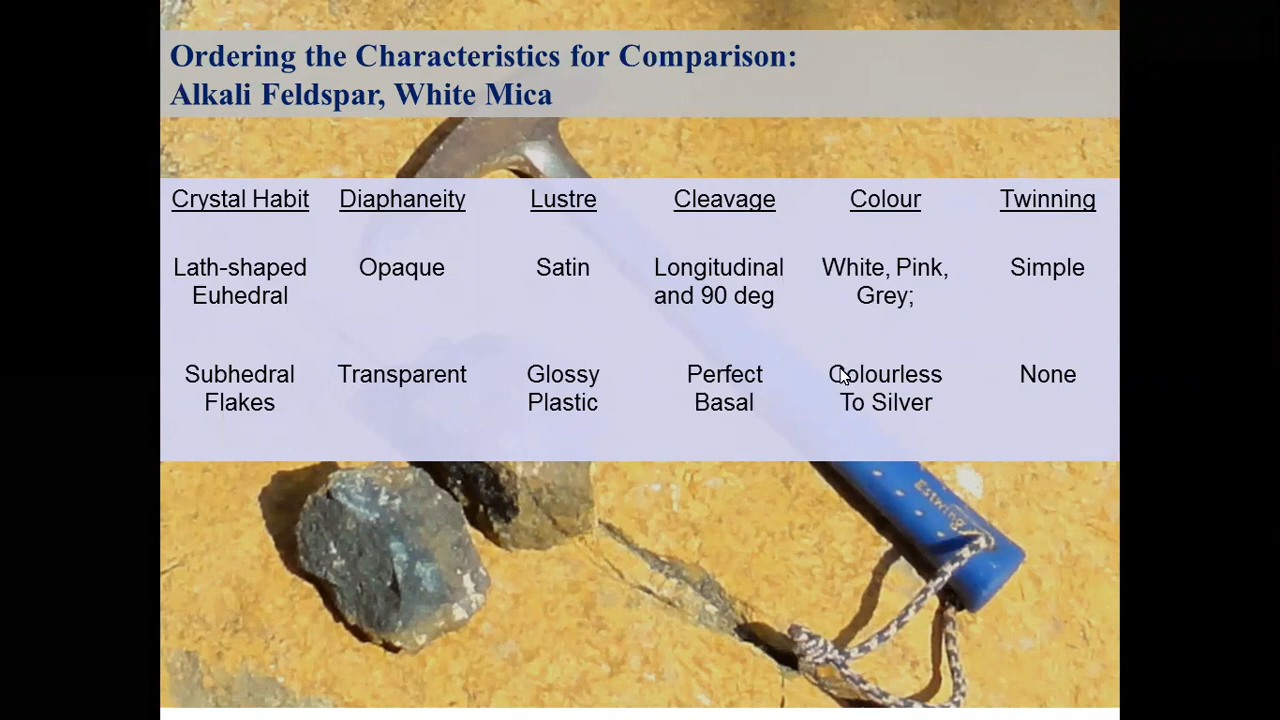 Ordering the Characteristics for Comparison:
Alkali Feldspar, White Mica
Crystal Habit Diaphaneity Lustre Cleavage Colour Twinning
Lath-shaped Opaque Satin Longitudinal White, Pink, Simple
Euhedral and 90 deg Grey;
Subhedral Transparent Glossy Perfect Colourless None
Flakes Plastic Basal To Silver
Estwing